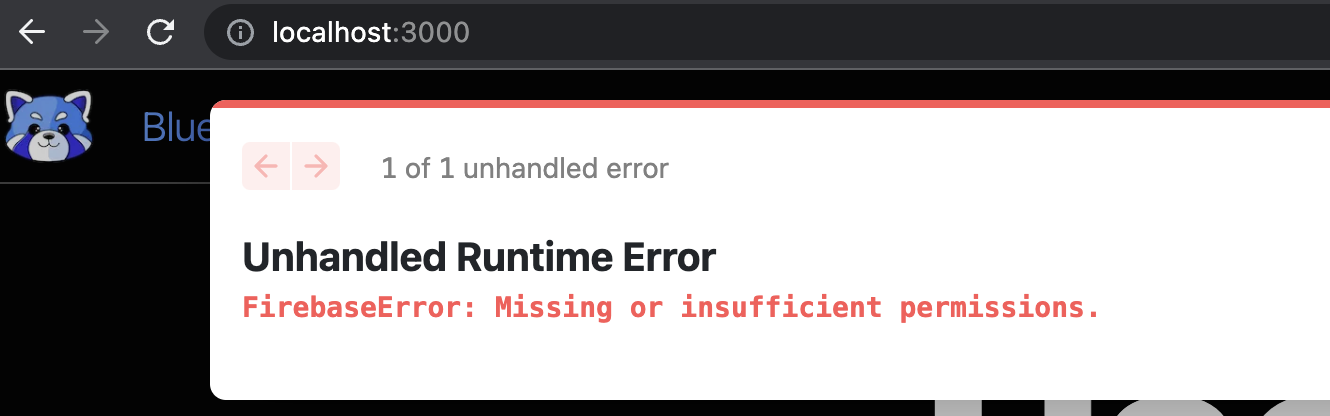 localhost:3000
Blue
1 of 1 unhandled error
Unhandled Runtime Error
FirebaseError: Missing or insufficient permissions.